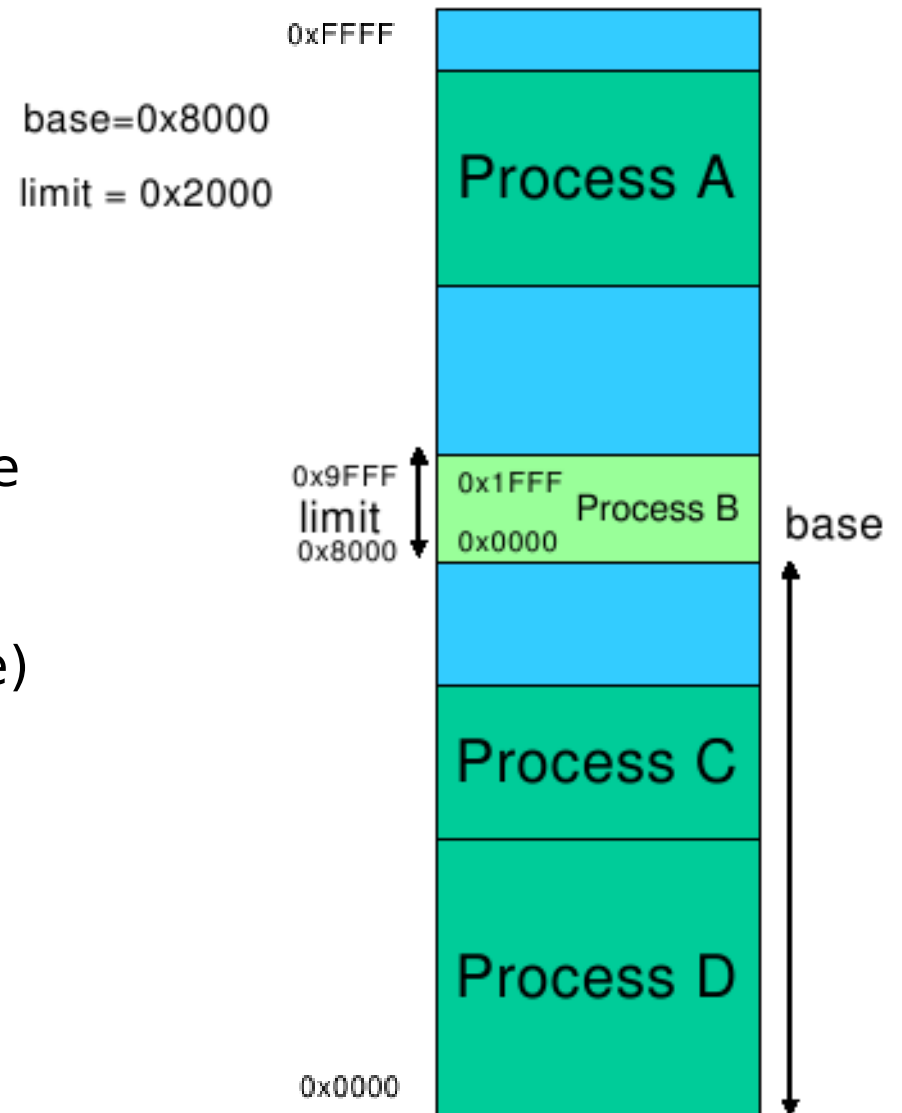 0xFFFF
base=0x8000
limit = 0x2000
Process A
e
0x9FFF
limit
0x8000
0x1FFF
Process B
0x0000
base
e)
Process C
Process D
0x0000